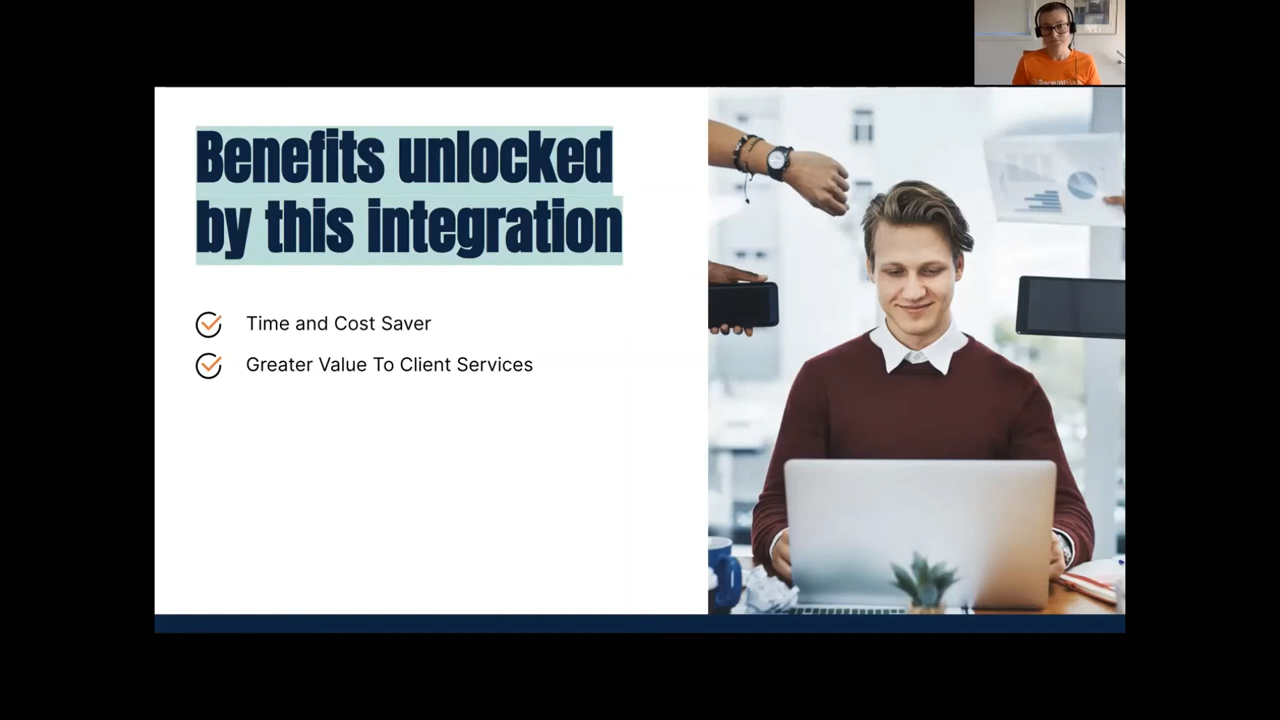 Benefits unlocked
by this integration
Time and Cost Saver
Greater Value To Client Services